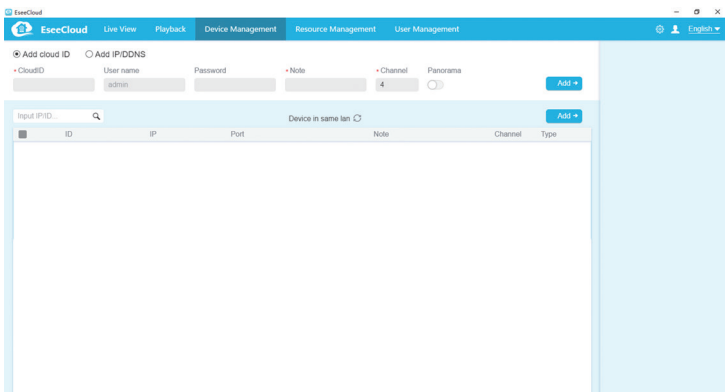 EseeCloud
EseeCloud Live View Playback Device Management Resource Management User Management English
Add cloud ID Add IP/DDNS
* CloudID User name Password * Note * Channel Panorama
admin 4 Add
Input IP/ID... Device in same lan Add
ID IP Port Note Channel Type